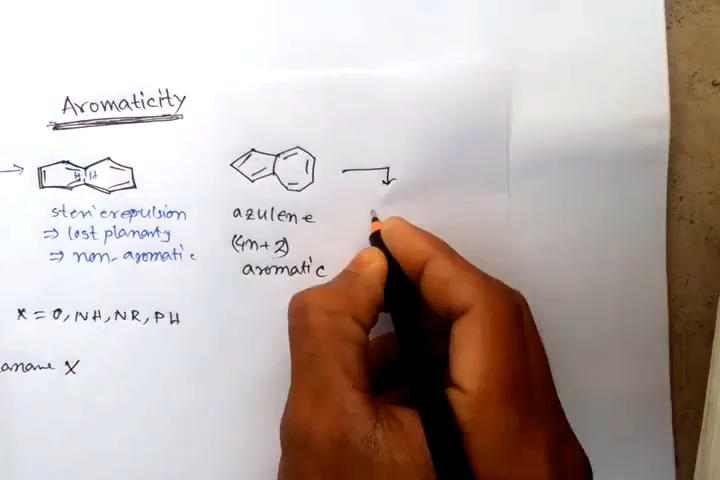 Aromaticity
H H
steric repulsion
⇒ lost planarity
⇒ non-aromatic
azulene
(4n+2)
aromatic
x = O, NH, NR, PH
X